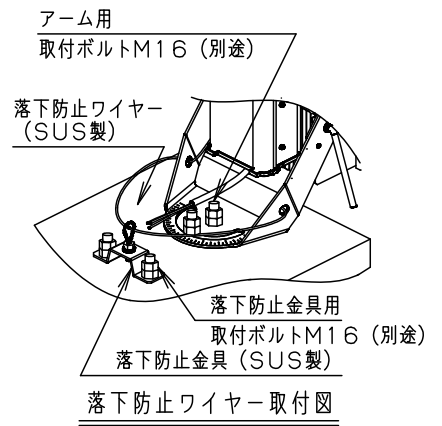 アーム用
取付ボルトM16（別途）
落下防止ワイヤー
（SUS製）
落下防止金具用
取付ボルトM16（別途）
落下防止金具（SUS製）
落下防止ワイヤー取付図